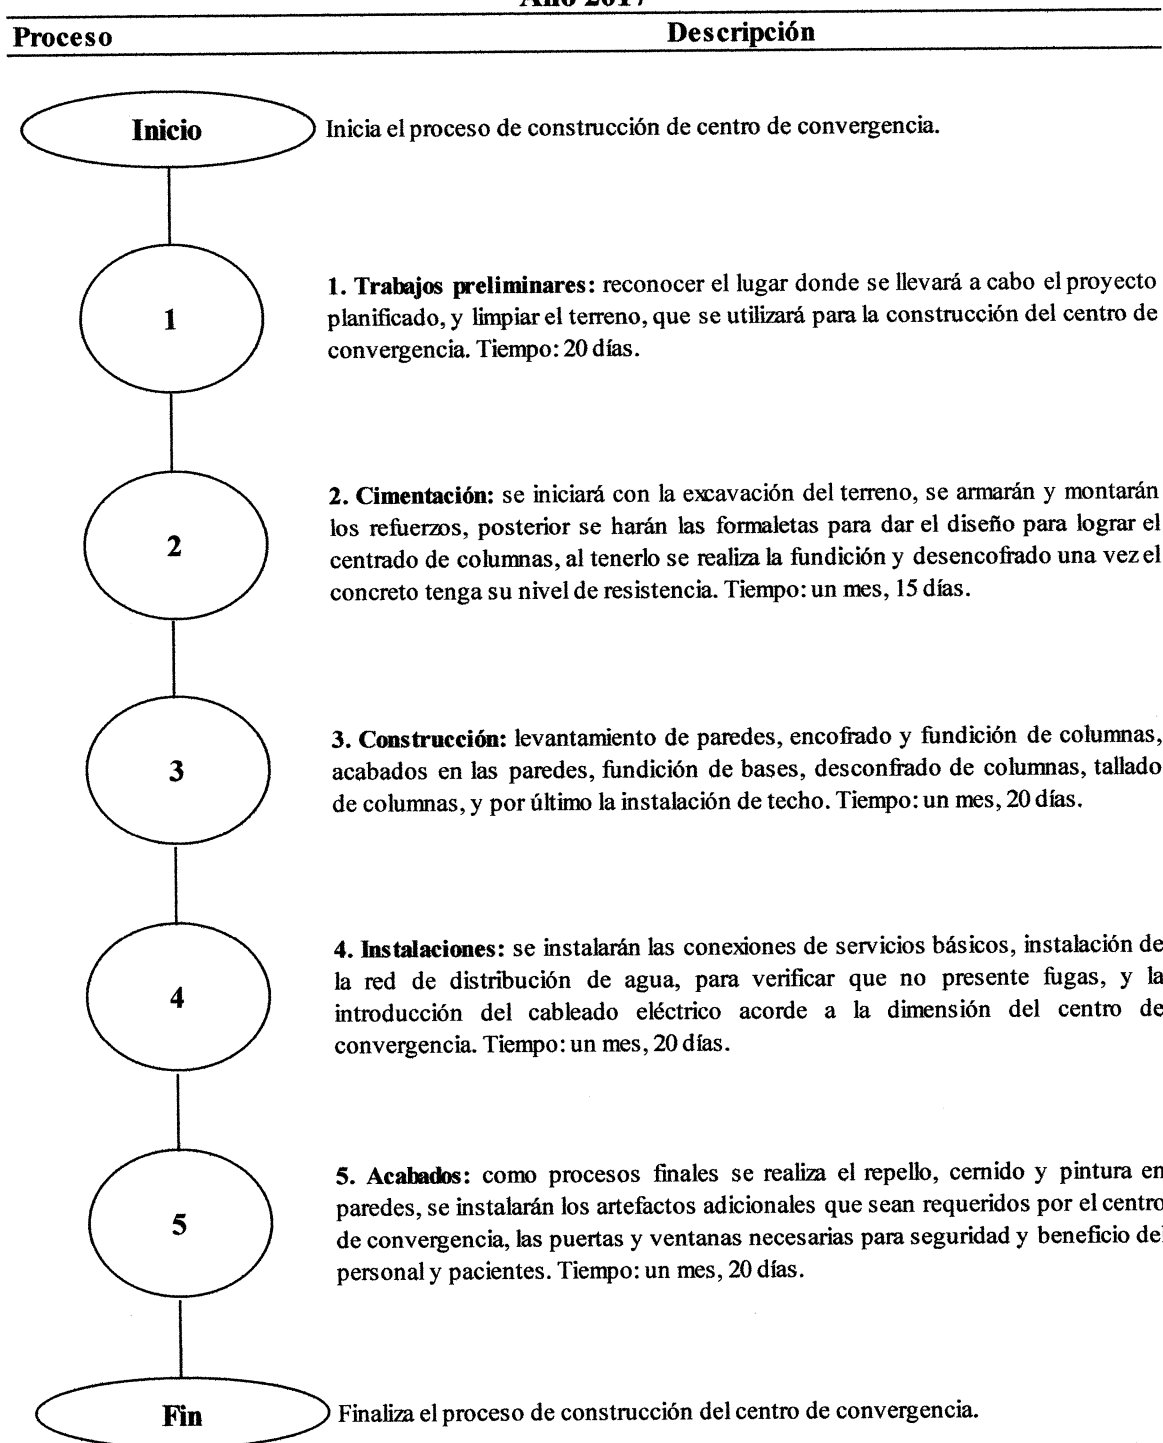 Año 2017
Proceso Descripción
Inicio Inicia el proceso de construcción de centro de convergencia.
1. Trabajos preliminares: reconocer el lugar donde se llevará a cabo el proyecto
1 planificado, y limpiar el terreno, que se utilizará para la construcción del centro de
convergencia. Tiempo: 20 días.
2. Cimentación: se iniciará con la excavación del terreno, se armarán y montarán
los refuerzos, posterior se harán las formaletas para dar el diseño para lograr el
2 centrado de columnas, al tenerlo se realiza la fundición y desencofrado una vez el
concreto tenga su nivel de resistencia. Tiempo: un mes, 15 días.
3. Construcción: levantamiento de paredes, encofrado y fundición de columnas,
3 acabados en las paredes, fundición de bases, desconfrado de columnas, tallado
de columnas, y por último la instalación de techo. Tiempo: un mes, 20 días.
4. Instalaciones: se instalarán las conexiones de servicios básicos, instalación de
la red de distribución de agua, para verificar que no presente fugas, y la
4 introducción del cableado eléctrico acorde a la dimensión del centro de
convergencia. Tiempo: un mes, 20 días.
5. Acabados: como procesos finales se realiza el repello, cernido y pintura en
paredes, se instalarán los artefactos adicionales que sean requeridos por el centro
5 de convergencia, las puertas y ventanas necesarias para seguridad y beneficio del
personal y pacientes. Tiempo: un mes, 20 días.
Fin Finaliza el proceso de construcción del centro de convergencia.